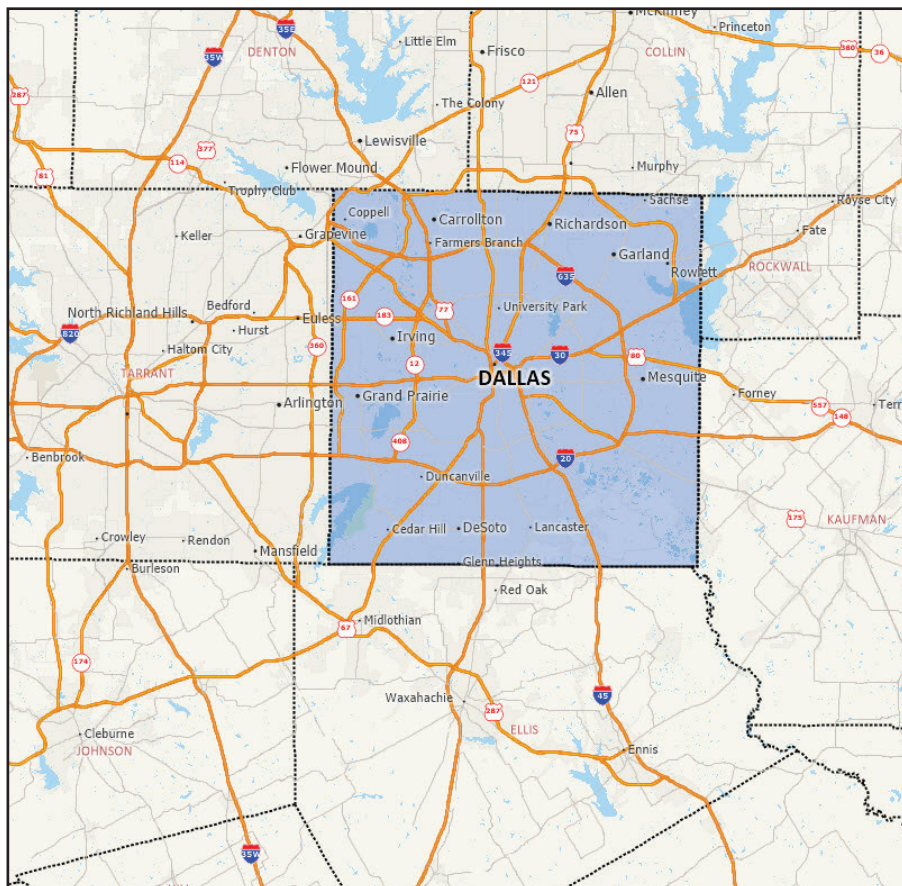 McKinney
Princeton
35E
35W
DENTON
Little Elm
Frisco
COLLIN
380
36
287
121
The Colony
Allen
75
Lewisville
377
114
Flower Mound
Murphy
81
Trophy Club
Sachse
Royse City
Coppell
Carrollton
Richardson
Keller
Grapevine
Farmers Branch
Fate
Garland
Rowlett
ROCKWALL
635
161
Bedford
77
University Park
North Richland Hills
Euless
183
820
Hurst
Irving
360
Haltom City
345
30
80
12
TARRANT
DALLAS
Mesquite
Grand Prairie
Forney
Arlington
557
148
Terr
408
Benbrook
20
Duncanville
175
KAUFMAN
Cedar Hill
DeSoto
Lancaster
Crowley
Rendon
Mansfield
Glenn Heights
Burleson
Red Oak
Midlothian
67
174
Waxahachie
45
287
ELLIS
Cleburne
JOHNSON
Ennis
35W